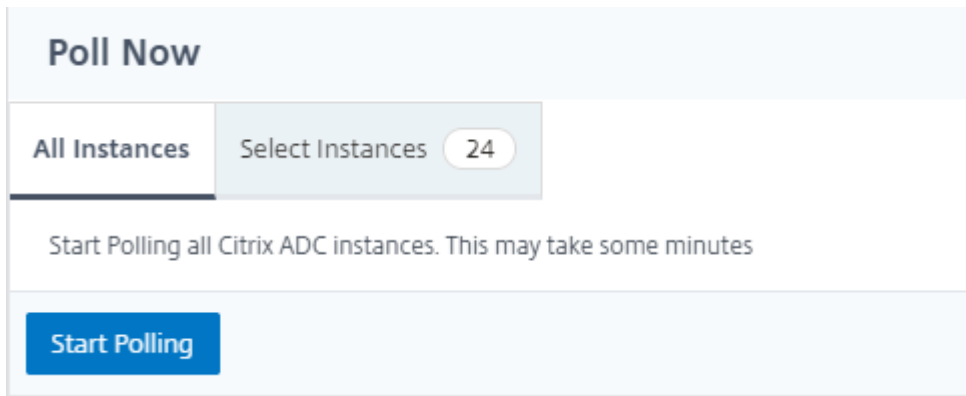 Poll Now
All Instances
Select Instances 24
Start Polling all Citrix ADC instances. This may take some minutes
Start Polling